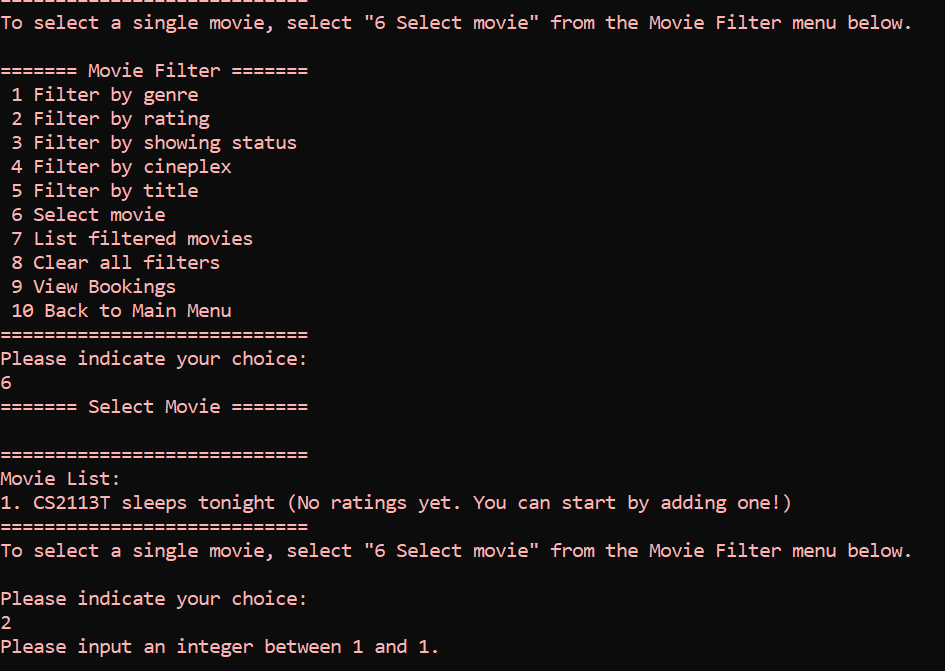 ============================
To select a single movie, select "6 Select movie" from the Movie Filter menu below.
======= Movie Filter =======
1 Filter by genre
2 Filter by rating
3 Filter by showing status
4 Filter by cineplex
5 Filter by title
6 Select movie
7 List filtered movies
8 Clear all filters
9 View Bookings
10 Back to Main Menu
============================
Please indicate your choice:
6
======= Select Movie =======
============================
Movie List:
1. CS2113T sleeps tonight (No ratings yet. You can start by adding one!)
============================
To select a single movie, select "6 Select movie" from the Movie Filter menu below.
Please indicate your choice:
2
Please input an integer between 1 and 1.